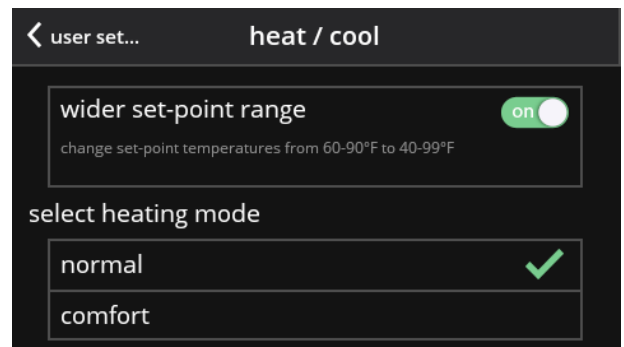 user set...
heat / cool
wider set-point range
on
change set-point temperatures from 60-90°F to 40-99°F
select heating mode
normal
comfort